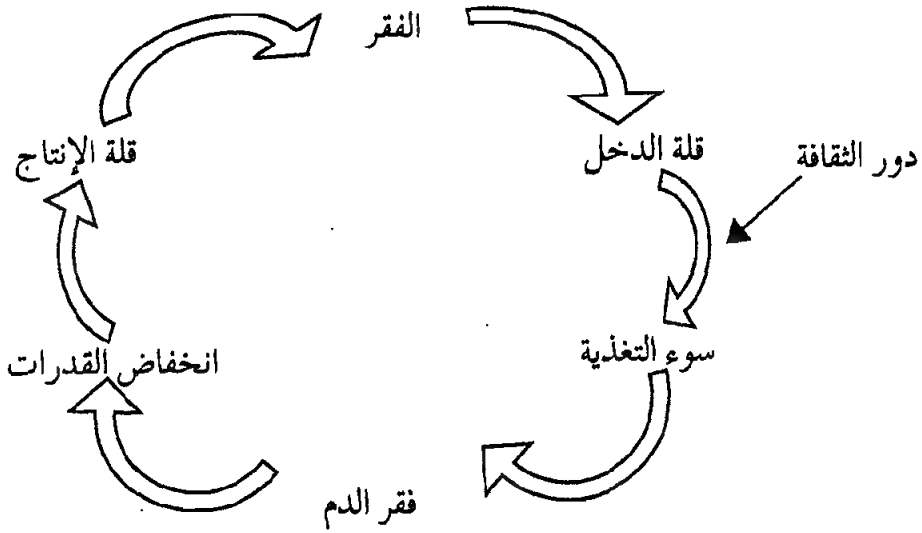 الفقر
قلة الدخل
دور الثقافة
سوء التغذية
فقر الدم
انخفاض القدرات
قلة الإنتاج